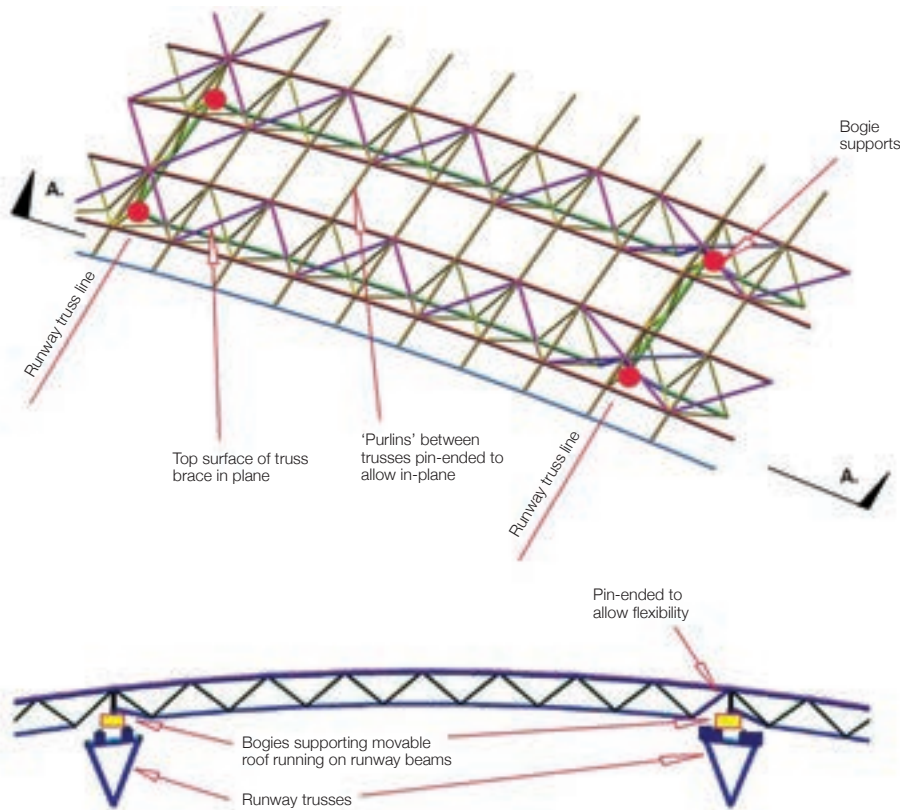 Bogie
supports
A.
Runway truss line
Top surface of truss
brace in plane
'Purlins' between
trusses pin-ended to
allow in-plane
Runway truss line
A.
Pin-ended to
allow flexibility
Bogies supporting movable
roof running on runway beams
Runway trusses